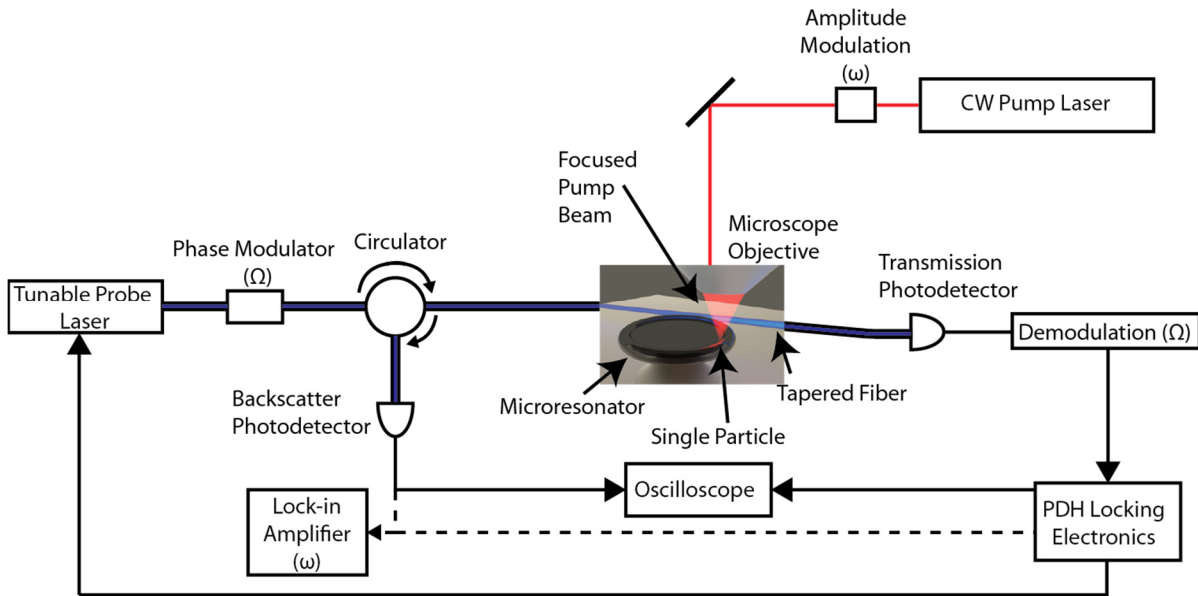 Amplitude
Modulation
(ω)
CW Pump Laser
Focused
Pump
Beam
Microscope
Objective
Phase Modulator
(Ω)
Circulator
Transmission
Photodetector
Tunable Probe
Laser
Demodulation (Ω)
Tapered Fiber
Microresonator
Single Particle
Backscatter
Photodetector
Oscilloscope
Lock-in
Amplifier
(ω)
PDH Locking
Electronics